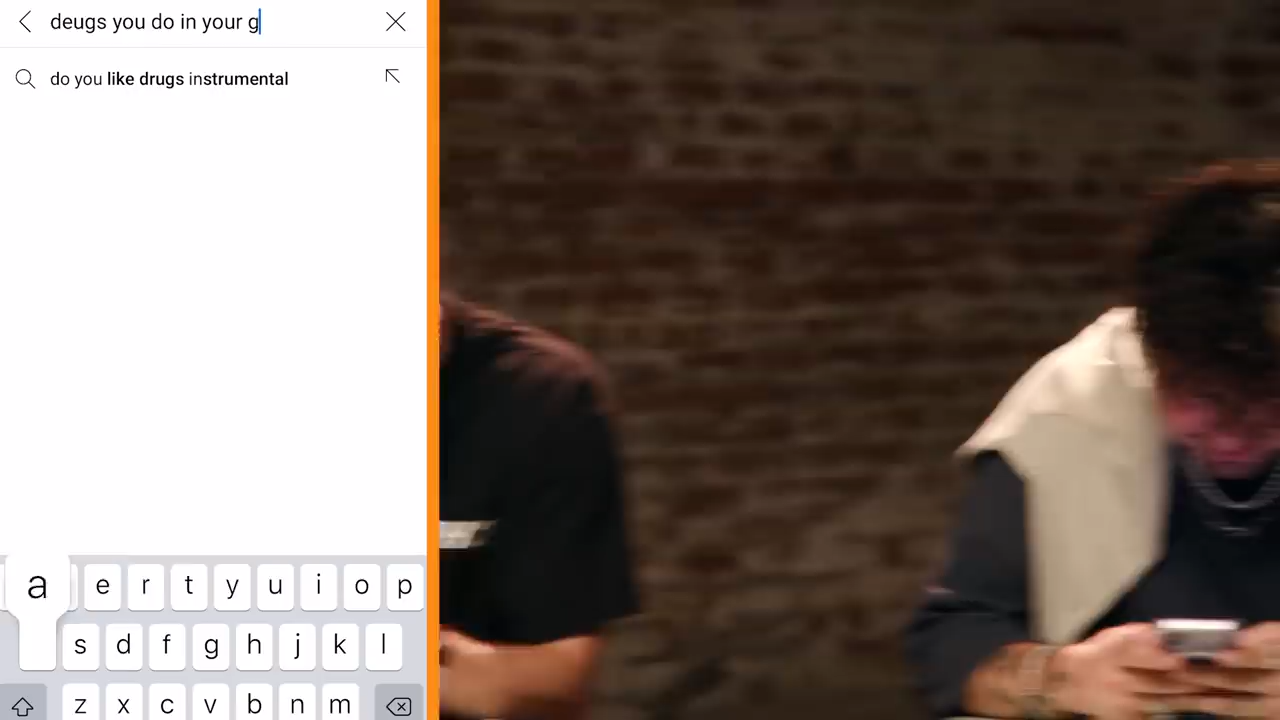 deugs you do in your g
do you like drugs instrumental
a e r t y u i o p
s d f g h j k l
z x c v b n m